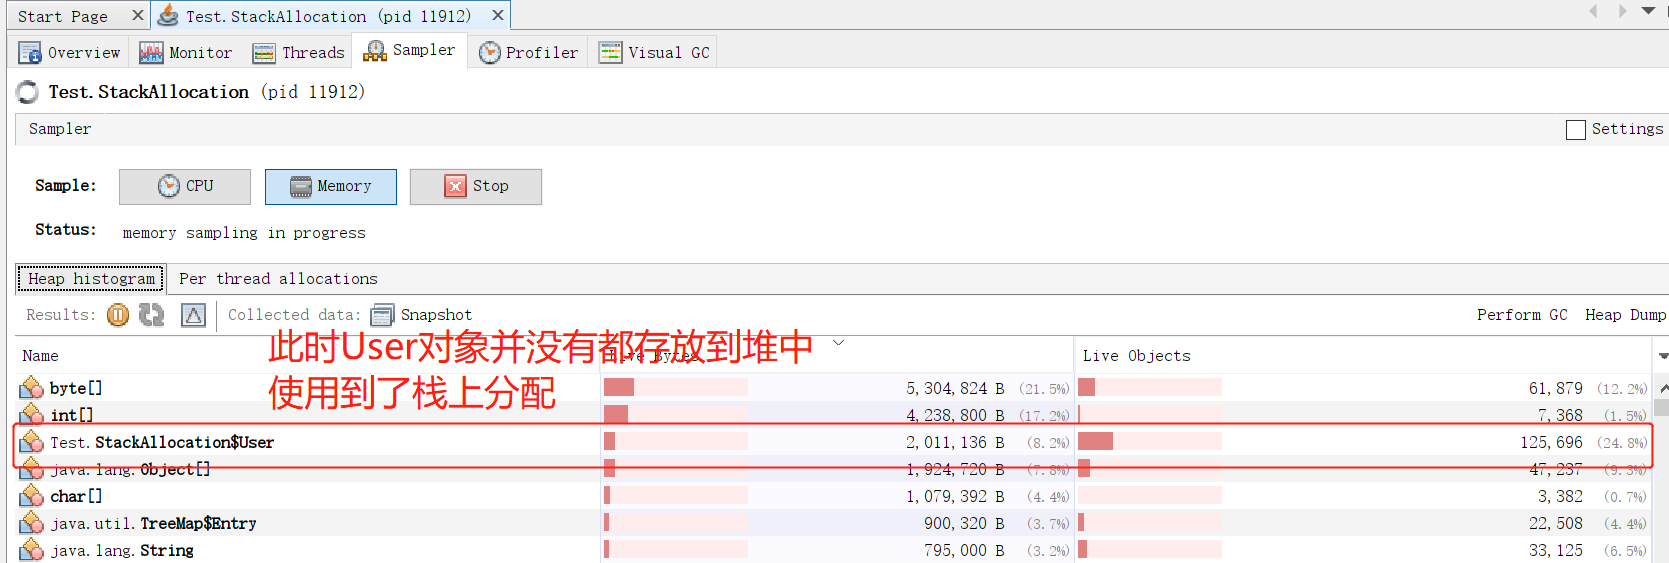 Start Page
Test.StackAllocation (pid 11912)
Overview
Monitor
Threads
Sampler
Profiler
Visual GC
Test.StackAllocation (pid 11912)
Sampler
Settings
Sample:
CPU
Memory
Stop
Status:
memory sampling in progress
Heap histogram
Per thread allocations
Results:
Collected data:
Snapshot
Perform GC
Heap Dump
此时User对象并没有都存放到堆中
使用到了栈上分配
Name
Live Bytes
Live Objects
byte[] 5,304,824 B (21.5%) 61,879 (12.2%)
int[] 4,238,800 B (17.2%) 7,368 (1.5%)
Test.StackAllocation$User 2,011,136 B (8.2%) 125,696 (24.8%)
java.lang.Object[] 1,924,720 B (7.8%) 47,237 (9.3%)
char[] 1,079,392 B (4.4%) 3,382 (0.7%)
java.util.TreeMap$Entry 900,320 B (3.7%) 22,508 (4.4%)
java.lang.String 795,000 B (3.2%) 33,125 (6.5%)